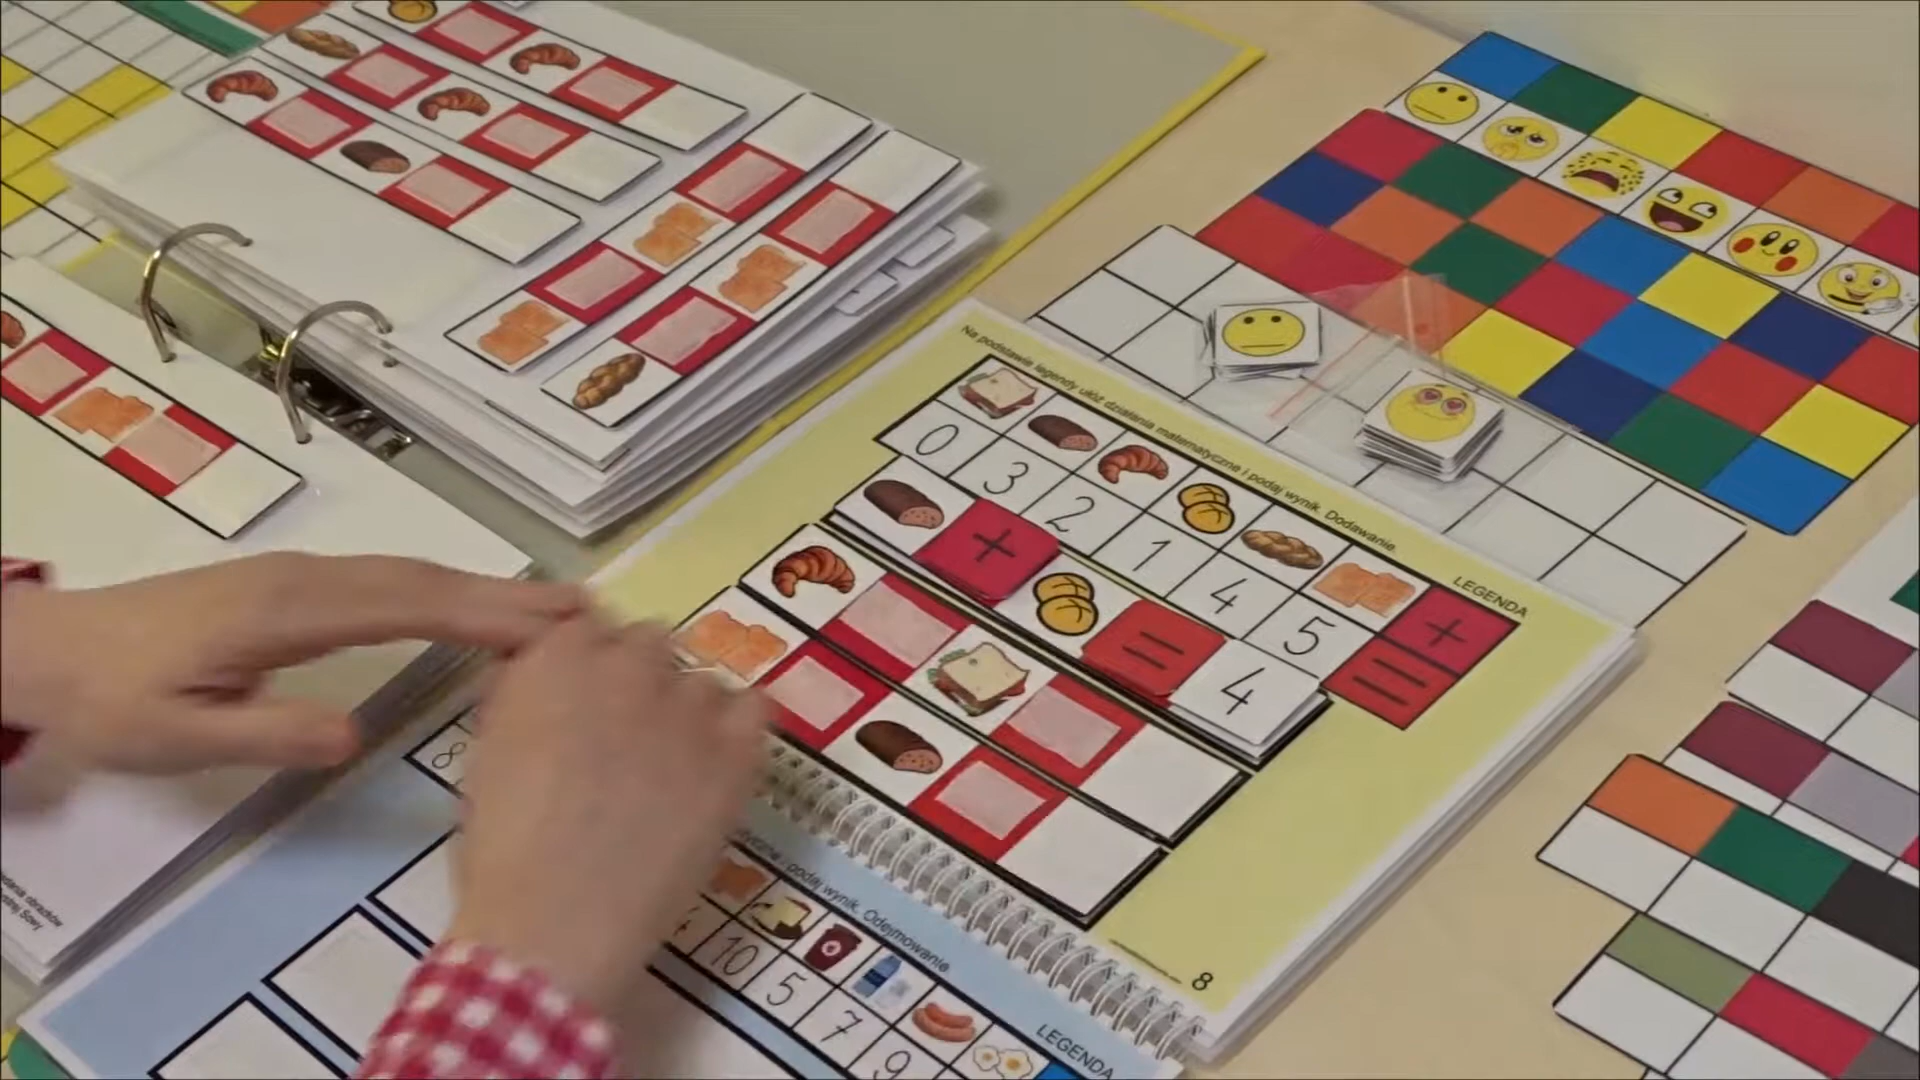 Na podstawie legendy ułóż działania matematyczne i podaj wynik. Dodawanie.
LEGENDA
0 3 2 1 4 5 + =
+ = 4
8
8
podaj wynik. Odejmowanie
LEGENDA
10 5 7 9